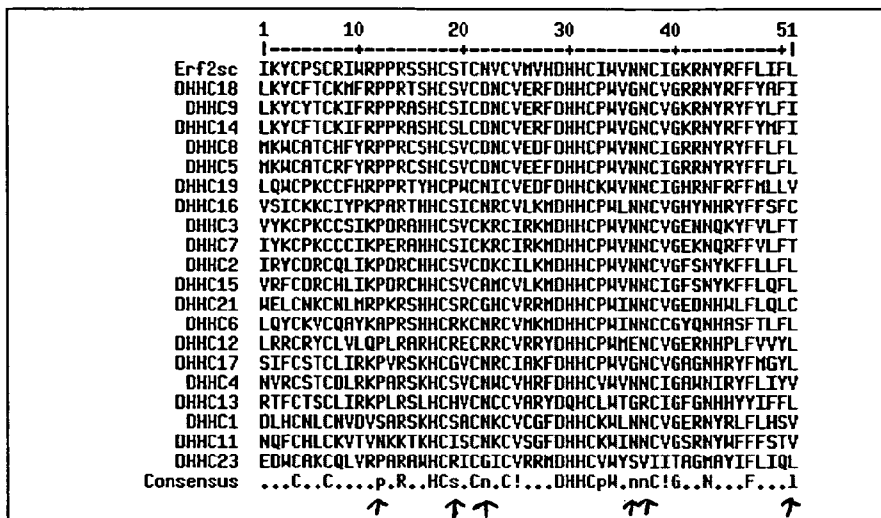 1 10 20 30 40 51
|--------+---------+---------+---------+---------+|
Erf2sc IKYCPSCRIWRPPRSSHCSTCNVCVMVHDHHCIWVNNCIGKRNYRFFLIFL
DHHC18 LKYCFTCKMFRPPRTSHCSVCDNCVERFDHHCPWVGNCVGRRNYRFFYAFI
DHHC9 LKYCYTCKIFRPPRASHCSICDNCVERFDHHCPWVGNCVGKRNYRYFYLFI
DHHC14 LKYCFTCKIFRPPRASHCSLCDNCVEDFDHHCPWVGNCVGKRNYRFFYMFI
DHHC8 MKWCATCHFYRPPRCSHCSVCDNCVEDFDHHCPWVNNCIGRRNYRYFFLFL
DHHC5 MKWCATCRFYRPPRCSHCSVCDNCVEEFDHHCPWVNNCIGRRNYRYFFLFL
DHHC19 LQWCPKCCFHRPPRTYHCPWCNICVEDFDHHCKWVNNCIGHRNFRFFMLLV
DHHC16 VSICKKCIYPKPARTHHCSICNRCVLKMDHHCPWLNNCVGHYNHRYFFSFC
DHHC3 VYKCPKCCSIKPDRAHHCSVCKRCIRKMDHHCPWVNNCVGENNQKYFVLFT
DHHC7 IYKCPKCCCIKPERAHHCSICKRCIRKMDHHCPWVNNCVGEKNQRFFVLFT
DHHC2 IRYCDRCQLIKPDRCHHCSVCDKCILKMDHHCPWVNNCVGFSNYKFFLLFL
DHHC15 VRFCDRCHLIKPDRCHHCSVCAMCVLKMDHHCPWVNNCIGFSNYKFFLQFL
DHHC21 WELCNKCNLMRPKRSHHCSRCGHCVRRMDHHCPWINNCVGEDNHWLFLQLC
DHHC6 LQYCKVCQAYKAPRSHHCRKCNRCVMKMDHHCPWINNCCGYQNHASFTLFL
DHHC12 LRRCRYCLVLQPLRARHCRECRRCVRRYDHHCPWMENCVGERNHPLFVVYL
DHHC17 SIFCSTCLIRKPVRSKHCGVCNRCIAKFDHHCPWVGNCVGAGNHRYFMGYL
DHHC4 NVRCSTCDLRKPARSKHCSVCNWCVHRFDHHCVWVNNCIGAWNIRYFLIYV
DHHC13 RTFCTSCLIRKPLRSLHCHVCNCCVARYDQHCLWTGRCIGFGNHHYYIFFL
DHHC1 DLHCNLCNVDVSARSKHCSACNKCVCGFDHHCKWLNNCVGERNYRLFLHSV
DHHC11 NQFCHLCKVTVNKKTKHCISCNKCVSGFDHHCKWINNCVGSRNYWFFFSTV
DHHC23 EDWCAKCQLVRPARAWHCRICGICVRRMDHHCVWYSVIITAGMAYIFLIQL
Consensus ...C..C....p.R..HCs.Cn.C!...DHHCpW.nnC!G..N...F...l